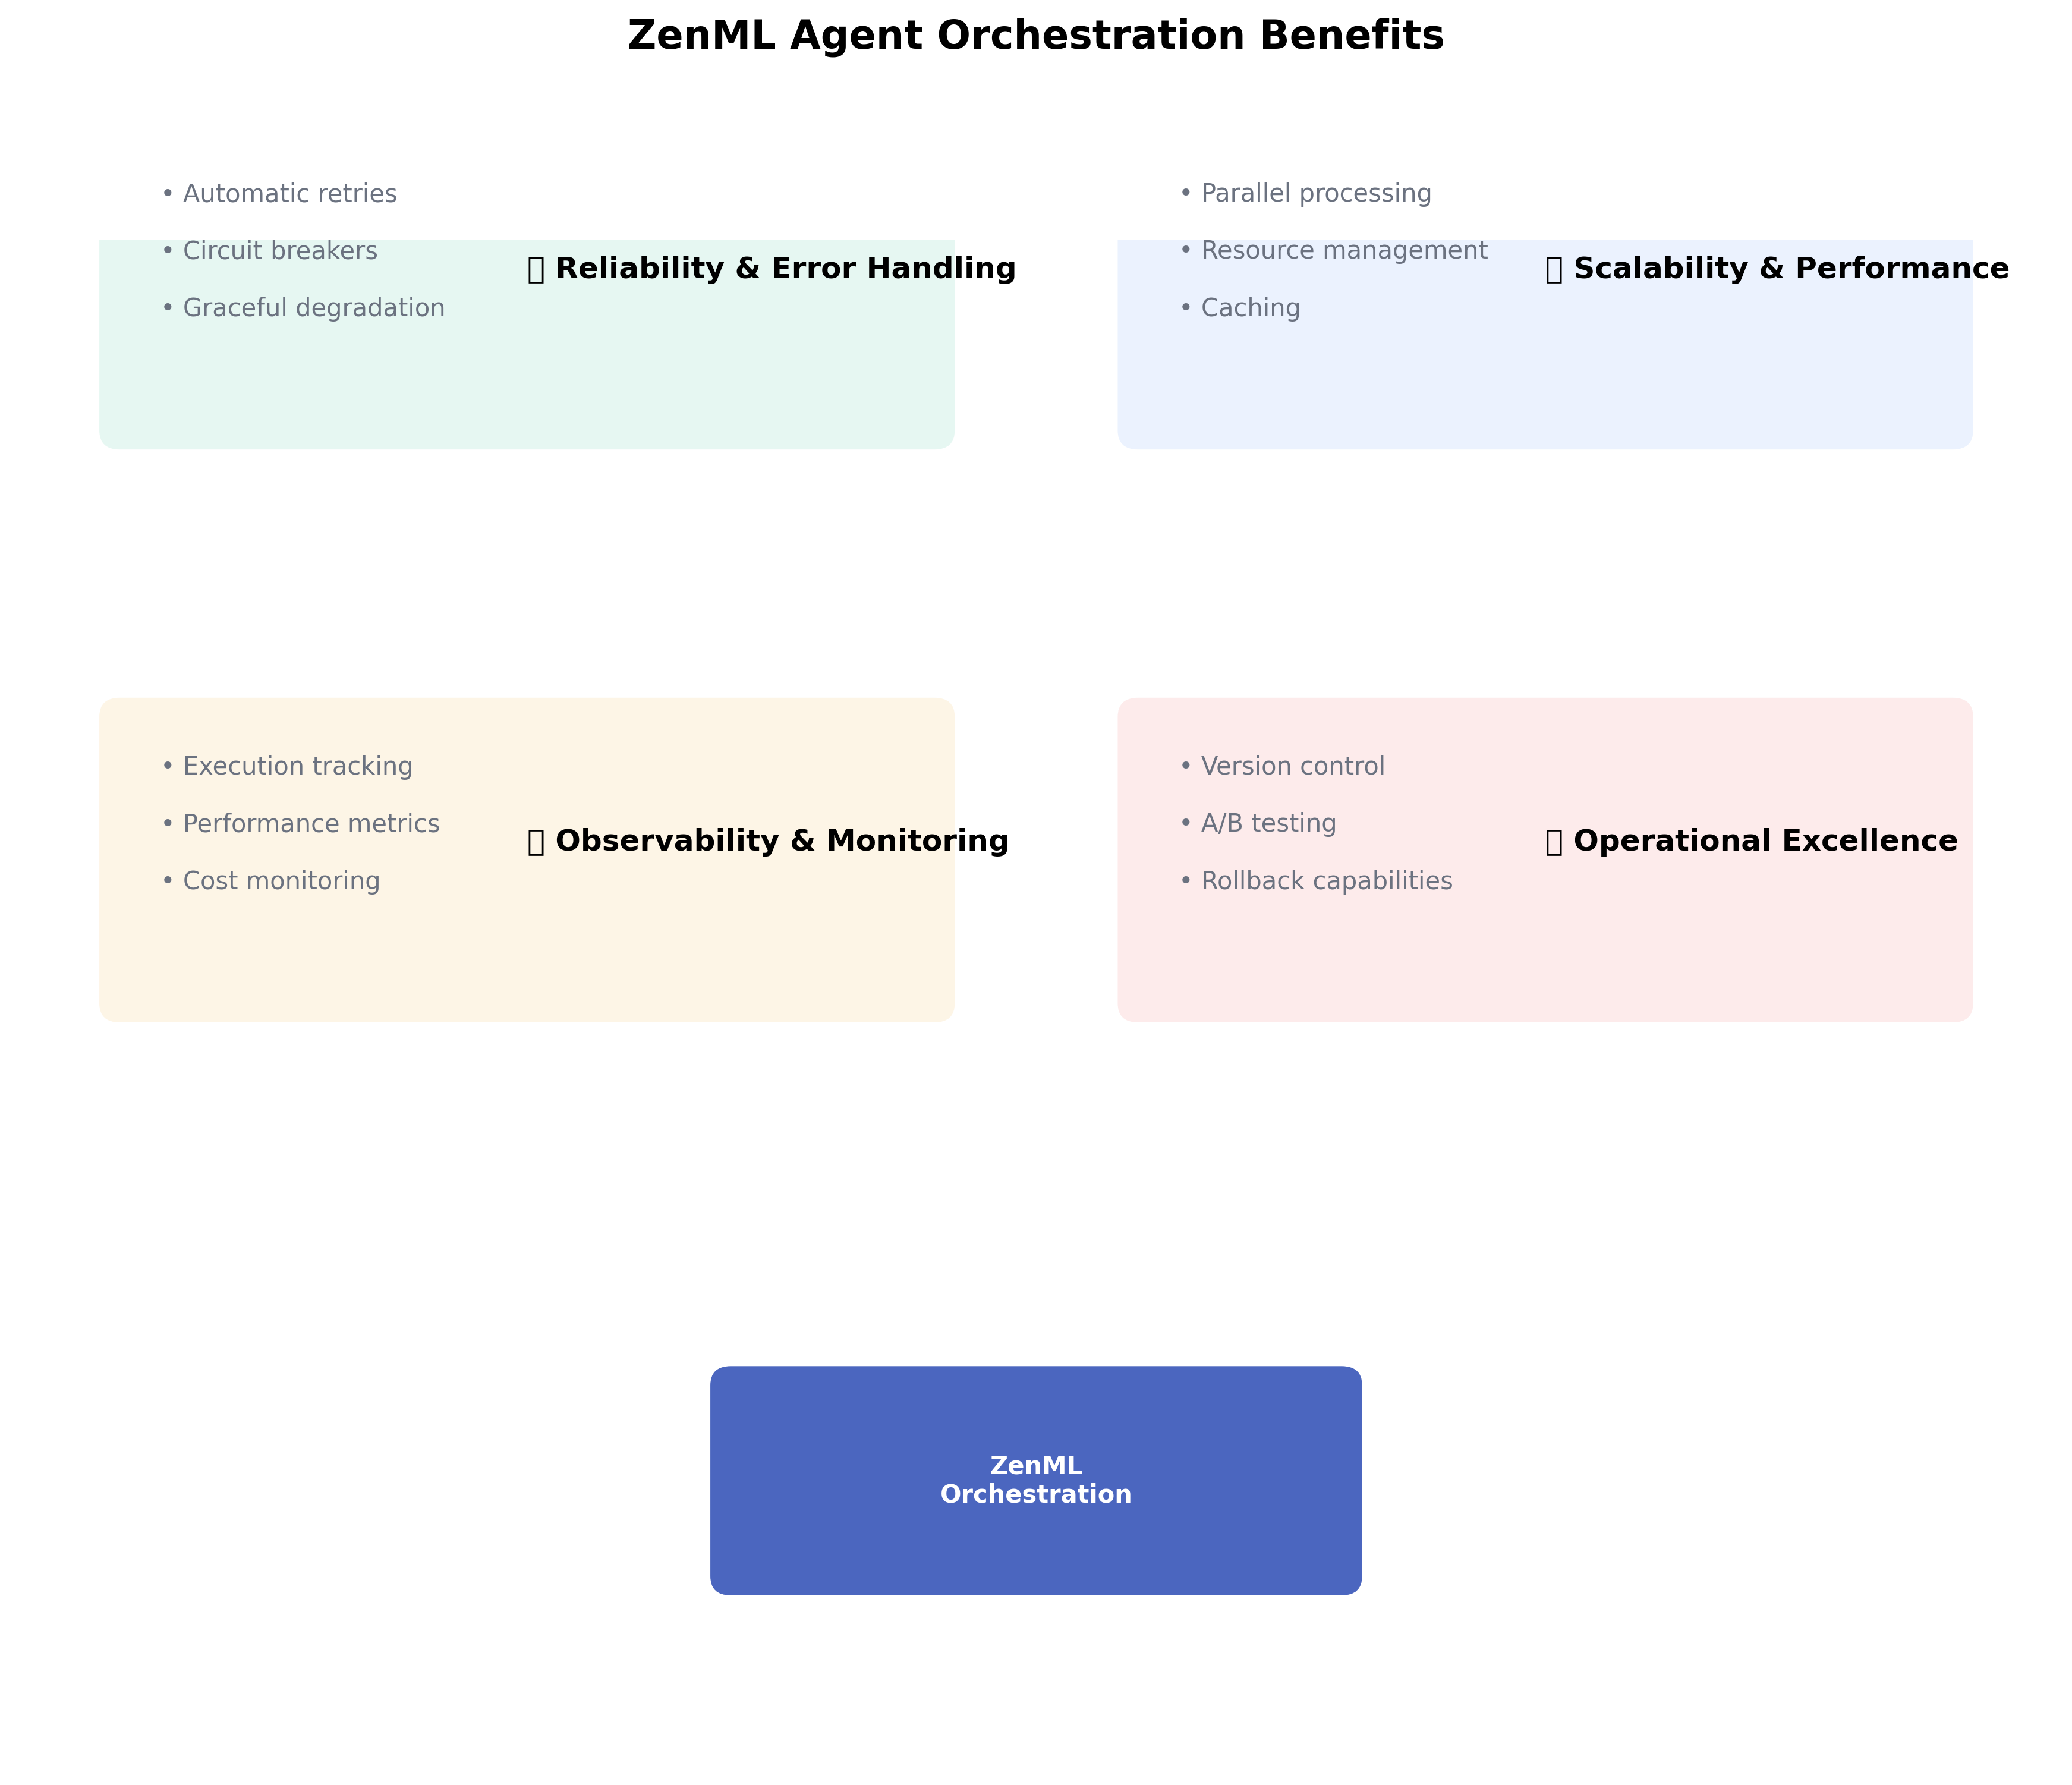 ZenML Agent Orchestration Benefits
• Automatic retries
• Circuit breakers
Reliability & Error Handling
• Graceful degradation
• Parallel processing
• Resource management
Scalability & Performance
• Caching
• Execution tracking
• Performance metrics
Observability & Monitoring
• Cost monitoring
• Version control
• A/B testing
Operational Excellence
• Rollback capabilities
ZenML
Orchestration